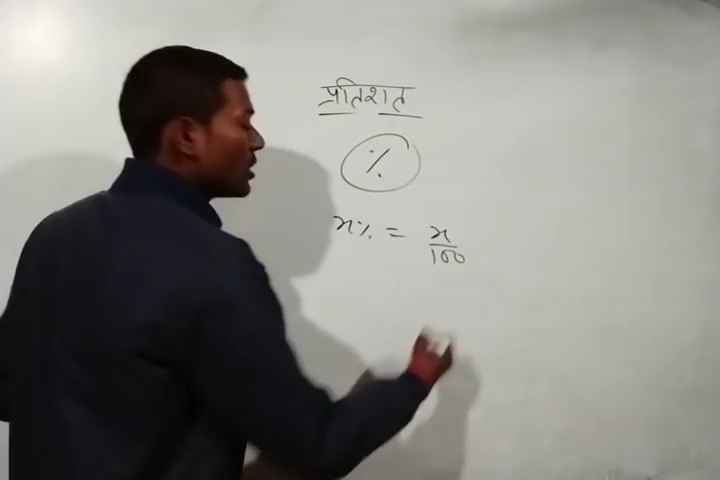 प्रतिशत
%
x% = x/100